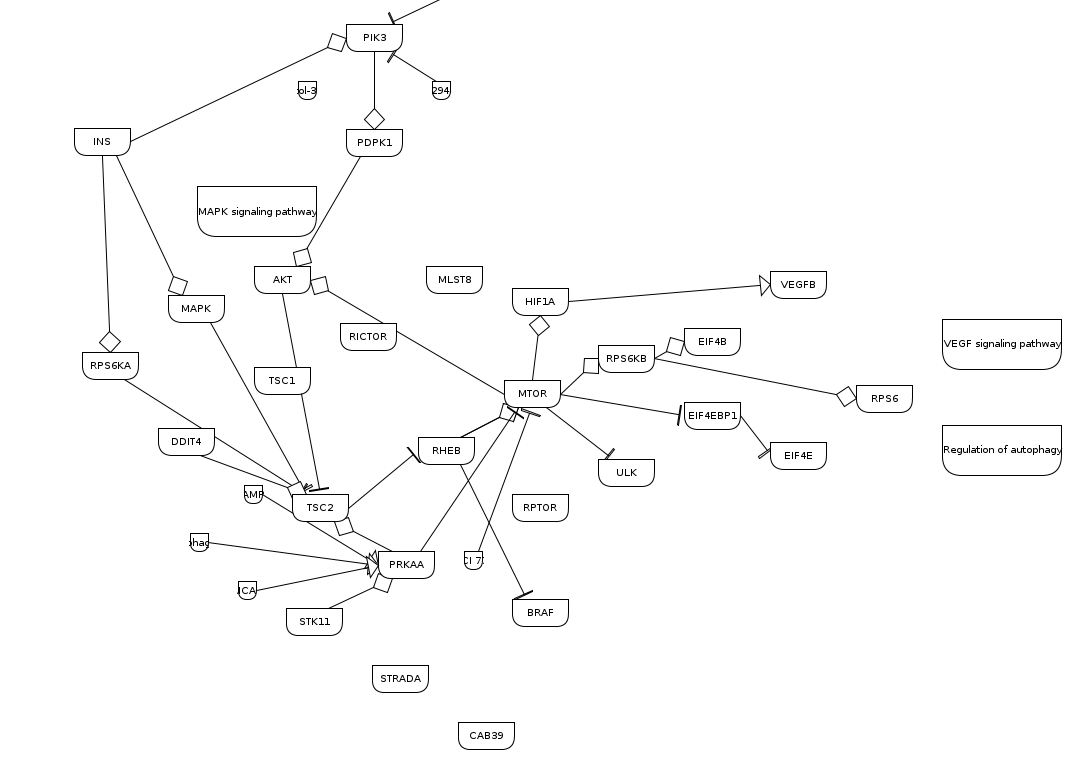 PIK3
ol-3
294
INS
PDPK1
MAPK signaling pathway
AKT
MLST8
VEGFB
HIF1A
MAPK
RICTOR
EIF4B
VEGF signaling pathway
RPS6KB
RPS6KA
TSC1
MTOR
RPS6
EIF4EBP1
DDIT4
RHEB
Regulation of autophagy
EIF4E
ULK
AMP
TSC2
RPTOR
phag
PRKAA
CI 7
ICA
BRAF
STK11
STRADA
CAB39